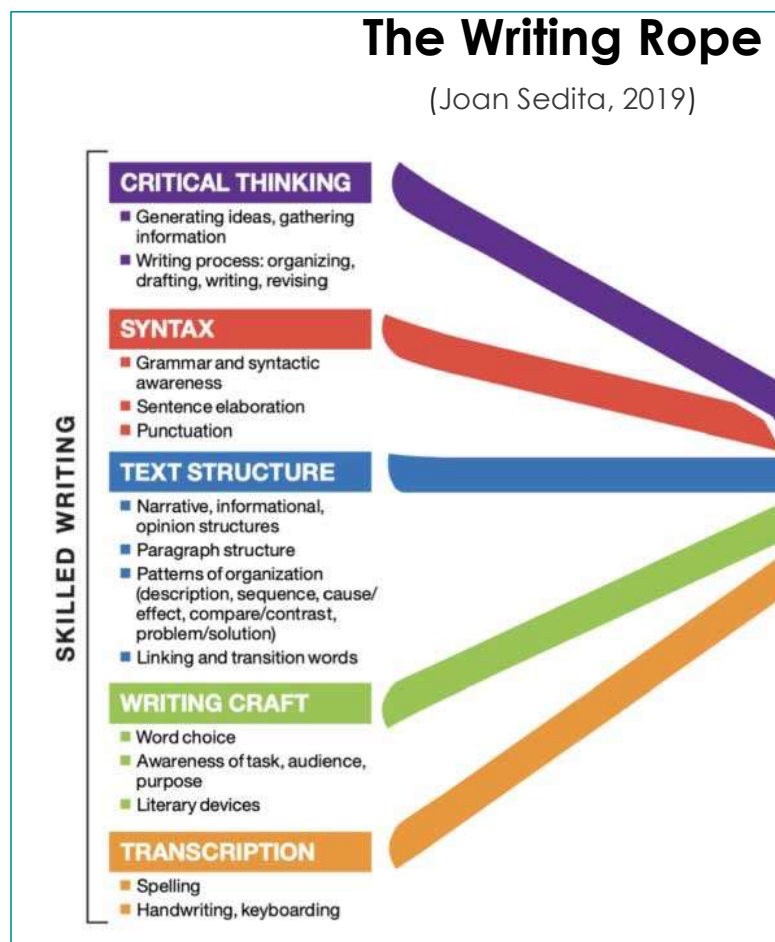 The Writing Rope
(Joan Sedita, 2019)
SKILLED WRITING
CRITICAL THINKING
■ Generating ideas, gathering
information
■ Writing process: organizing,
drafting, writing, revising
SYNTAX
■ Grammar and syntactic
awareness
■ Sentence elaboration
■ Punctuation
TEXT STRUCTURE
■ Narrative, informational,
opinion structures
■ Paragraph structure
■ Patterns of organization
(description, sequence, cause/
effect, compare/contrast,
problem/solution)
■ Linking and transition words
WRITING CRAFT
■ Word choice
■ Awareness of task, audience,
purpose
■ Literary devices
TRANSCRIPTION
■ Spelling
■ Handwriting, keyboarding